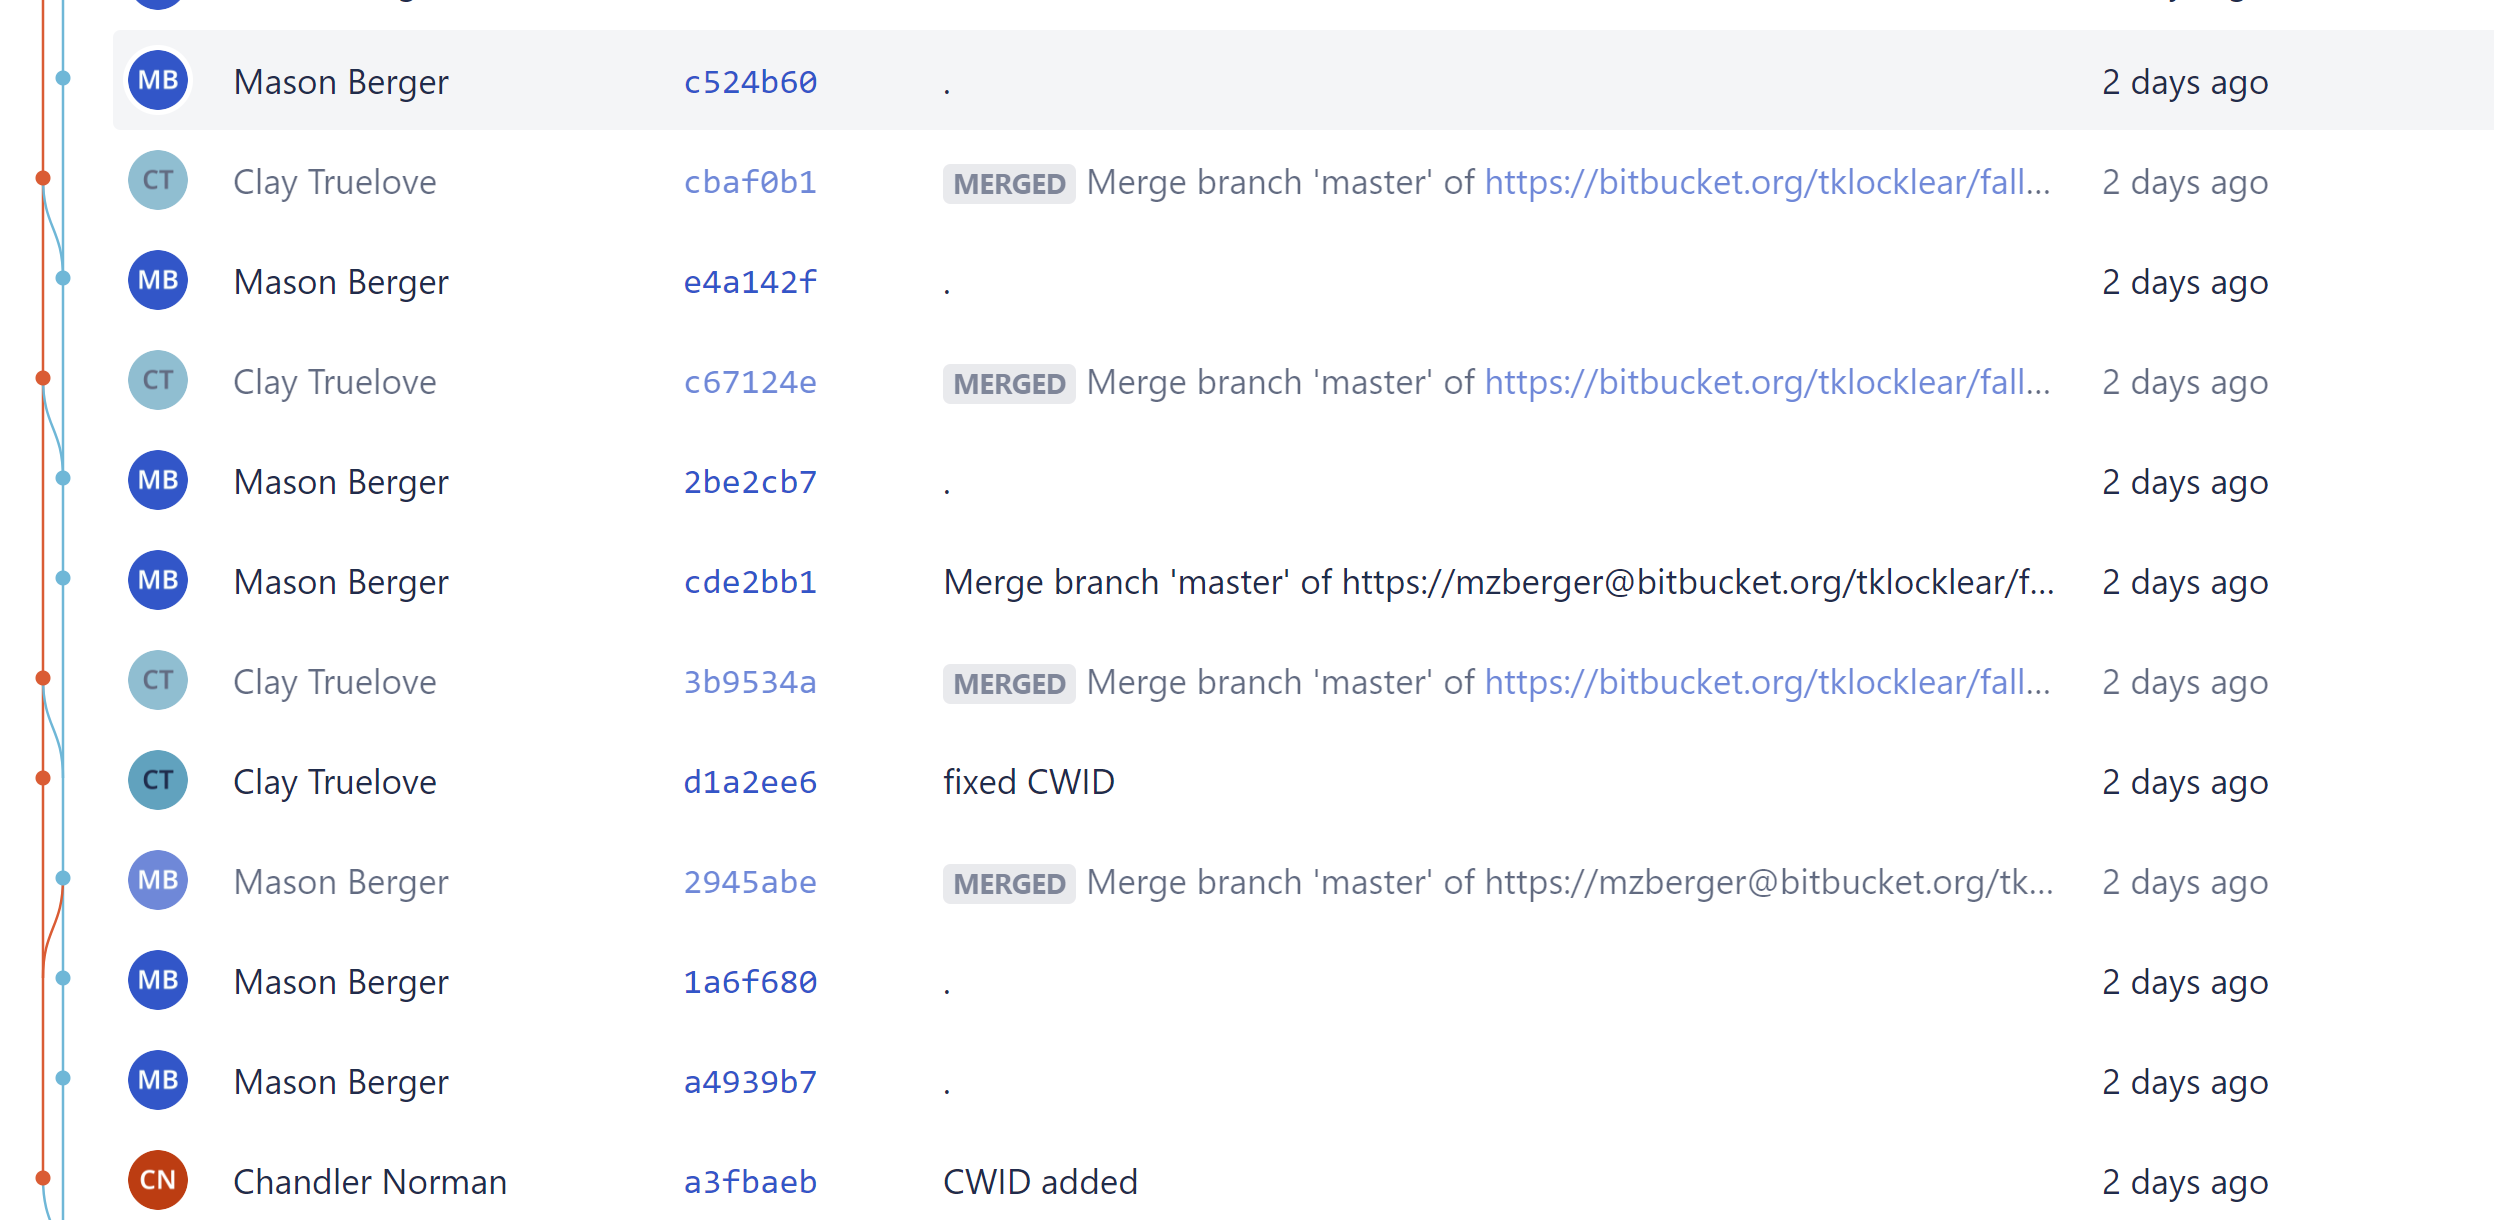 MB Mason Berger c524b60 . 2 days ago
CT Clay Truelove cbaf0b1 MERGED Merge branch 'master' of https://bitbucket.org/tklocklear/fall... 2 days ago
MB Mason Berger e4a142f . 2 days ago
CT Clay Truelove c67124e MERGED Merge branch 'master' of https://bitbucket.org/tklocklear/fall... 2 days ago
MB Mason Berger 2be2cb7 . 2 days ago
MB Mason Berger cde2bb1 Merge branch 'master' of https://mzberger@bitbucket.org/tklocklear/f... 2 days ago
CT Clay Truelove 3b9534a MERGED Merge branch 'master' of https://bitbucket.org/tklocklear/fall... 2 days ago
CT Clay Truelove d1a2ee6 fixed CWID 2 days ago
MB Mason Berger 2945abe MERGED Merge branch 'master' of https://mzberger@bitbucket.org/tk... 2 days ago
MB Mason Berger 1a6f680 . 2 days ago
MB Mason Berger a4939b7 . 2 days ago
CN Chandler Norman a3fbaeb CWID added 2 days ago